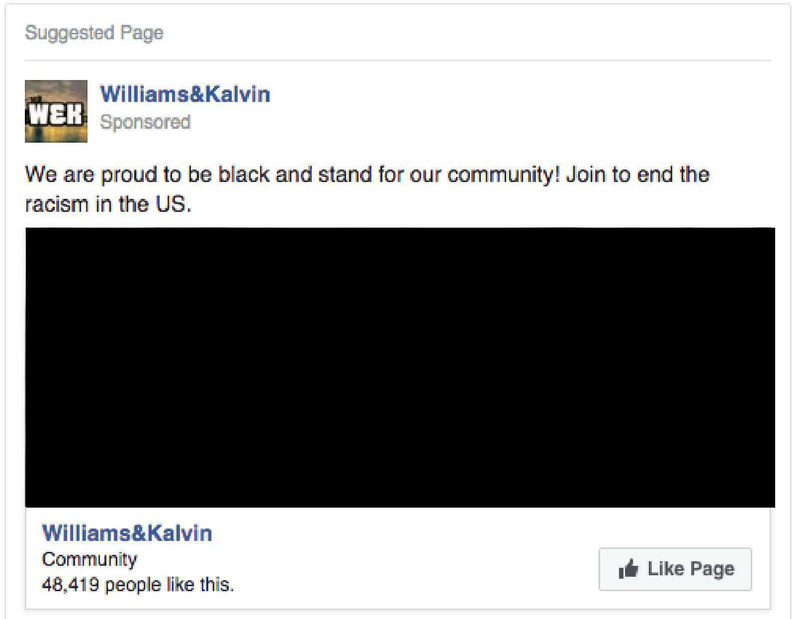 Suggested Page
Williams&Kalvin
W&K
Sponsored
We are proud to be black and stand for our community! Join to end the
racism in the US.
Williams&Kalvin
Community
48,419 people like this.
Like Page